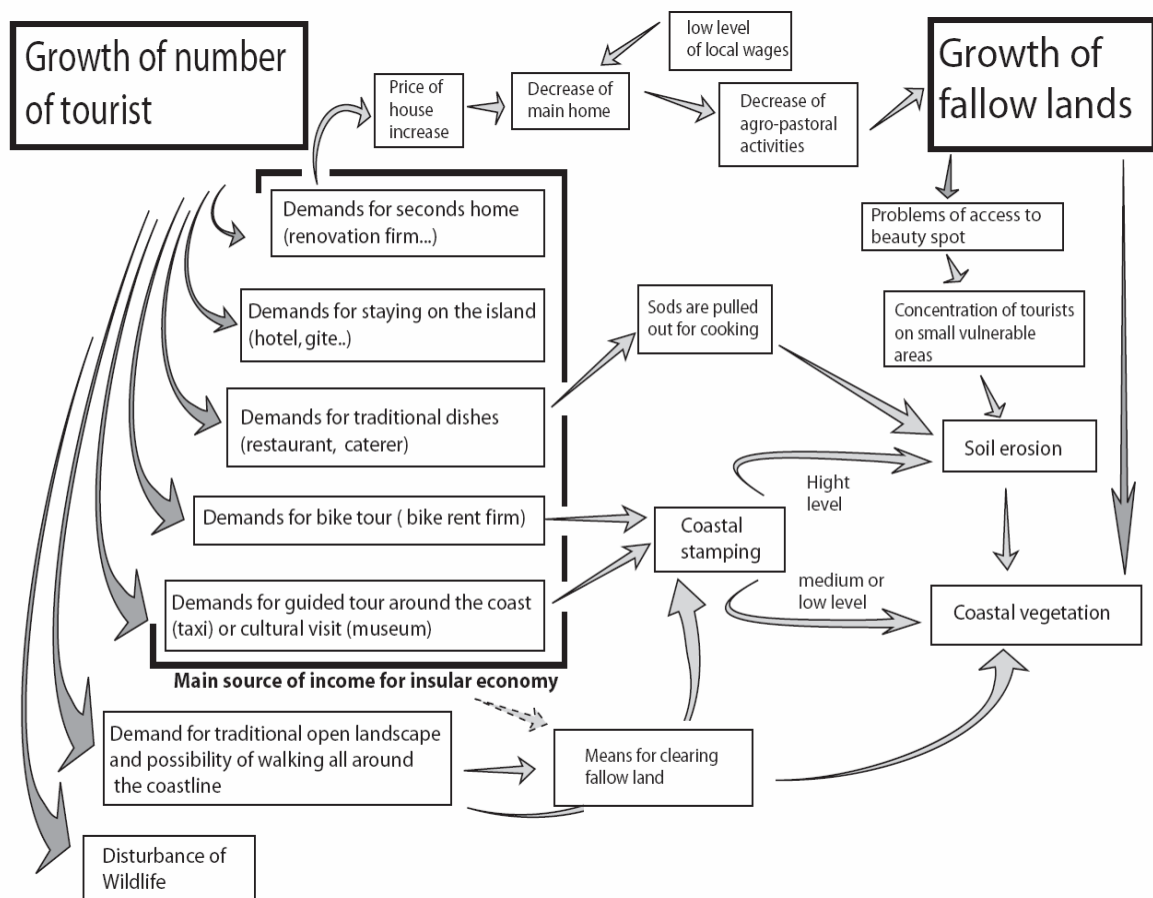 Growth of number
of tourist
low level
of local wages
Growth of
fallow lands
Price of
house
increase
Decrease of
main home
Decrease of
agro-pastoral
activities
Demands for seconds home
(renovation firm...)
Problems of access to
beauty spot
Demands for staying on the island
(hotel, gite..)
Sods are pulled
out for cooking
Concentration of tourists
on small vulnerable
areas
Demands for traditional dishes
(restaurant, caterer)
Soil erosion
Hight
level
Demands for bike tour ( bike rent firm)
Coastal
stamping
medium or
low level
Demands for guided tour around the coast
(taxi) or cultural visit (museum)
Coastal vegetation
Main source of income for insular economy
Demand for traditional open landscape
and possibility of walking all around
the coastline
Means for clearing
fallow land
Disturbance of
Wildlife